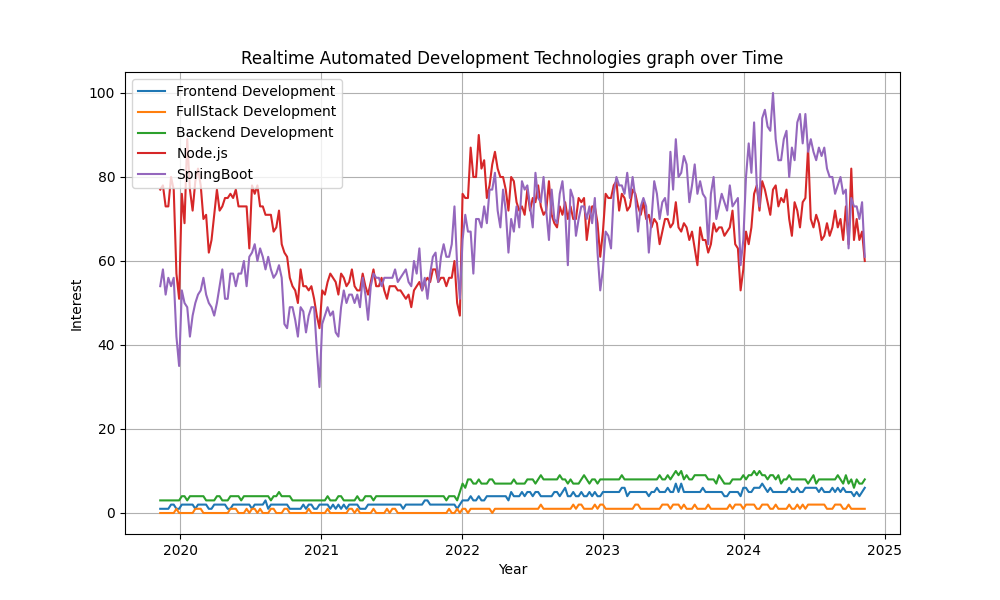 Realtime Automated Development Technologies graph over Time
100
80
60
40
20
0
Interest
Frontend Development
FullStack Development
Backend Development
Node.js
SpringBoot
2020 2021 2022 2023 2024 2025
Year